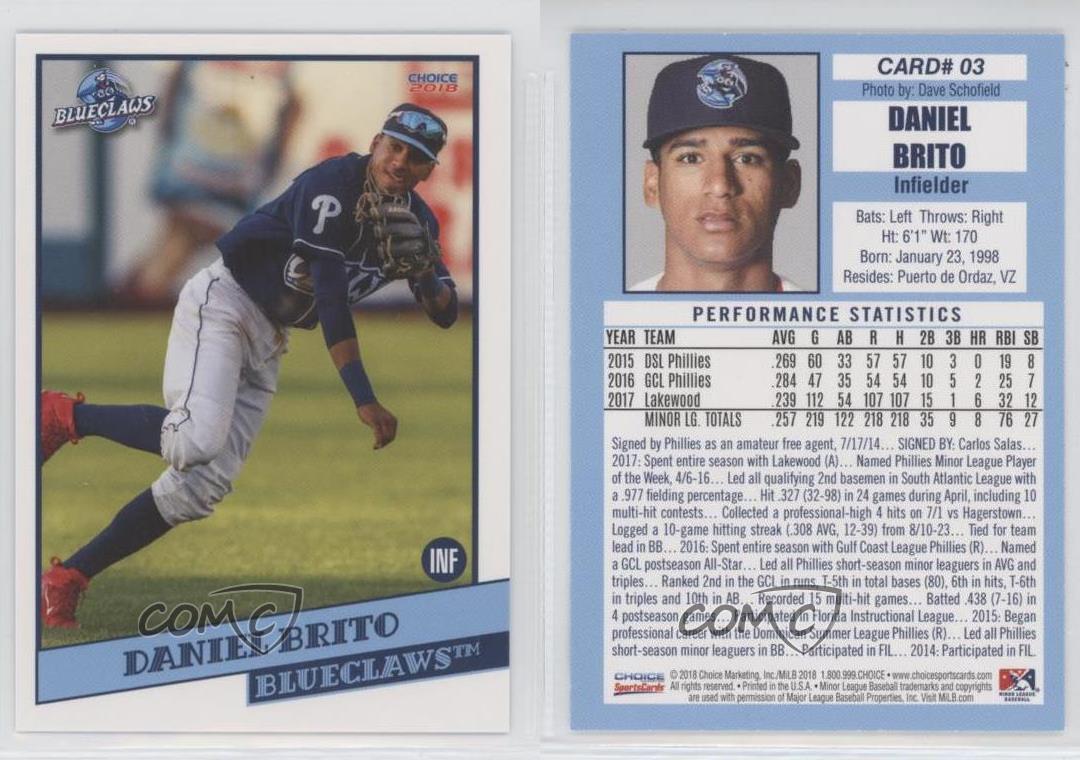 BLUECLAWS
CHOICE
2018
P
INF
DANIEL BRITO
BLUECLAWS™
COMC
CARD# 03
Photo by: Dave Schofield
DANIEL
BRITO
Infielder
Bats: Left Throws: Right
Ht: 6'1" Wt: 170
Born: January 23, 1998
Resides: Puerto de Ordaz, VZ
PERFORMANCE STATISTICS
YEAR TEAM AVG G AB R H 2B 3B HR RBI SB
2015 DSL Phillies .269 60 33 57 57 10 3 0 19 8
2016 GCL Phillies .284 47 35 54 54 10 5 2 25 7
2017 Lakewood .239 112 54 107 107 15 1 6 32 12
MINOR LG. TOTALS .257 219 122 218 218 35 9 8 76 27
Signed by Phillies as an amateur free agent, 7/17/14... SIGNED BY: Carlos Salas...
2017: Spent entire season with Lakewood (A)... Named Phillies Minor League Player
of the Week, 4/6-16... Led all qualifying 2nd basemen in South Atlantic League with
a .977 fielding percentage... Hit .327 (32-98) in 24 games during April, including 10
multi-hit contests... Collected a professional-high 4 hits on 7/1 vs Hagerstown...
Logged a 10-game hitting streak (.308 AVG, 12-39) from 8/10-23... Tied for team
lead in BB... 2016: Spent entire season with Gulf Coast League Phillies (R)... Named
a GCL postseason All-Star... Led all Phillies short-season minor leaguers in AVG and
triples... Ranked 2nd in the GCL in runs, T-5th in total bases (80), 6th in hits, T-6th
in triples and 10th in AB... Recorded 15 multi-hit games... Batted .438 (7-16) in
4 postseason games... Participated in Florida Instructional League... 2015: Began
professional career with the Dominican Summer League Phillies (R)... Led all Phillies
short-season minor leaguers in BB... Participated in FIL... 2014: Participated in FIL.
COMC
CHOICE
SportsCards
© 2018 Choice Marketing, Inc./MiLB 2018 1.800.999.CHOICE • www.choicesportscards.com
All rights reserved. • Printed in the U.S.A. • Minor League Baseball trademarks and copyrights
are used with permission of Major League Baseball Properties, Inc. Visit MiLB.com
MINOR LEAGUE
BASEBALL